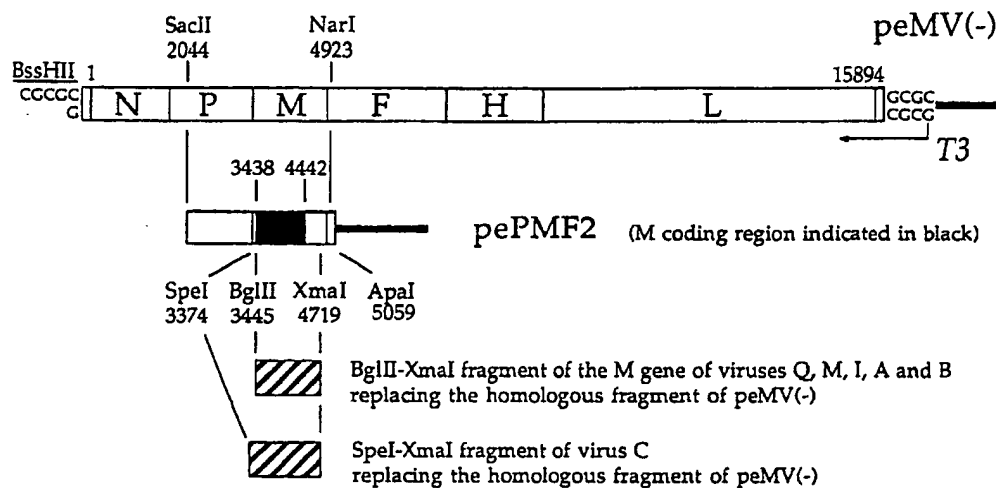 SacII NarI peMV(-)
2044 4923
BssHII 1 15894
CGCGC N P M F H L GCGC
G CGCG
T3
3438 4442
pePMF2 (M coding region indicated in black)
SpeI BglII XmaI ApaI
3374 3445 4719 5059
BglII-XmaI fragment of the M gene of viruses Q, M, I, A and B
replacing the homologous fragment of peMV(-)
SpeI-XmaI fragment of virus C
replacing the homologous fragment of peMV(-)